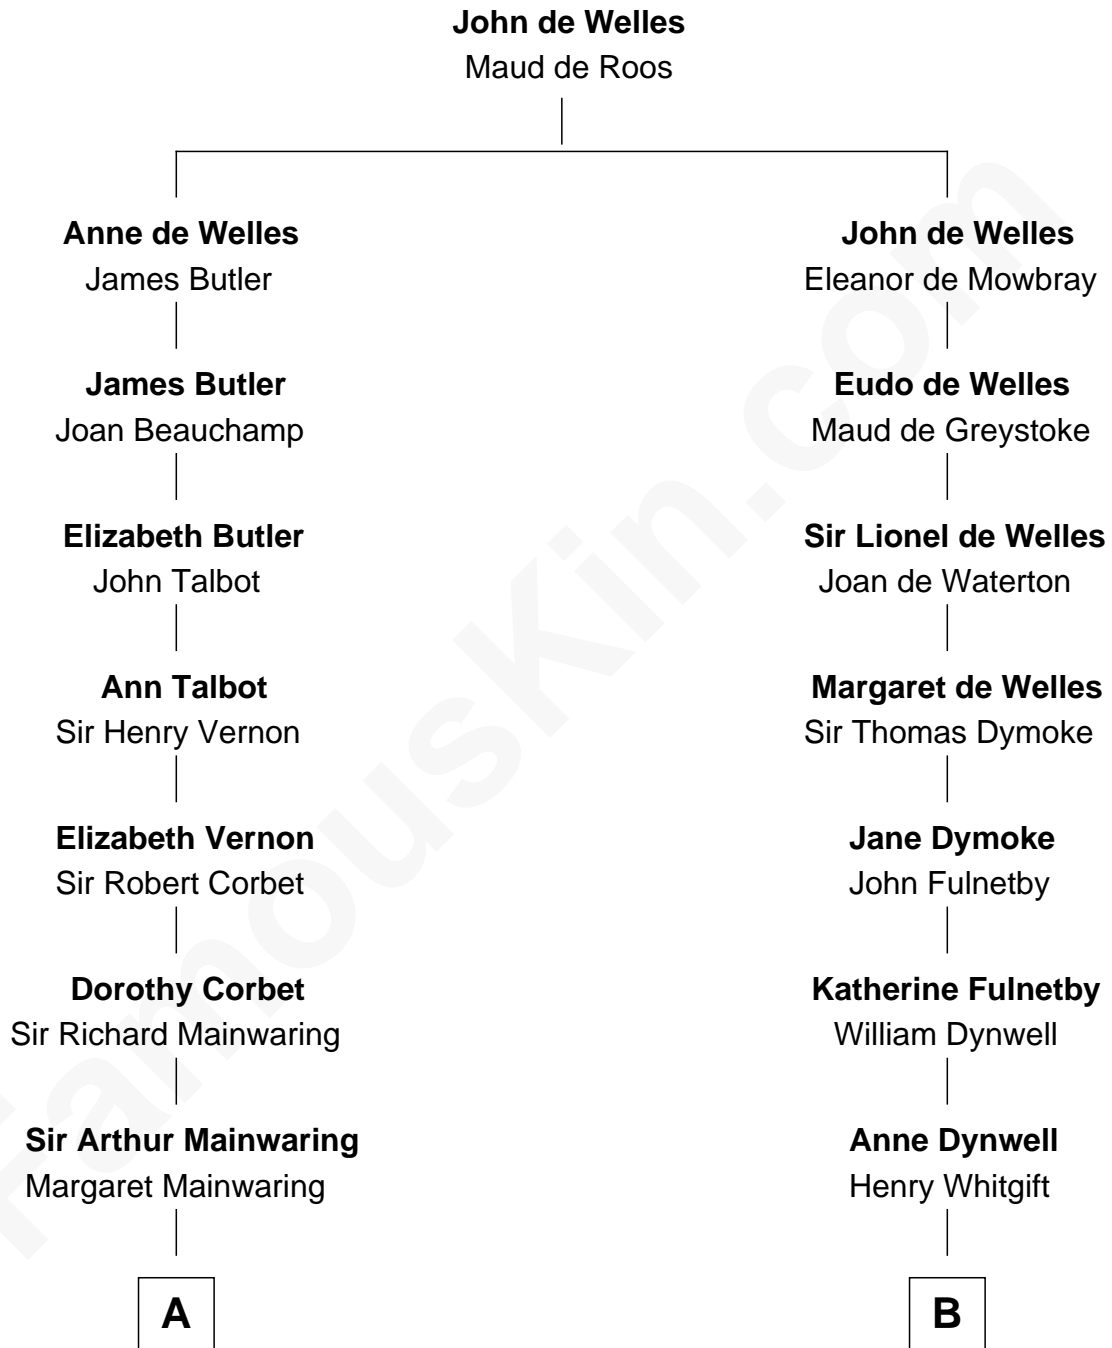 John de Welles
Maud de Roos
Anne de Welles
James Butler
John de Welles
Eleanor de Mowbray
James Butler
Joan Beauchamp
Eudo de Welles
Maud de Greystoke
Elizabeth Butler
John Talbot
Sir Lionel de Welles
Joan de Waterton
Ann Talbot
Sir Henry Vernon
Margaret de Welles
Sir Thomas Dymoke
Elizabeth Vernon
Sir Robert Corbet
Jane Dymoke
John Fulnetby
Dorothy Corbet
Sir Richard Mainwaring
Katherine Fulnetby
William Dynwell
Sir Arthur Mainwaring
Margaret Mainwaring
Anne Dynwell
Henry Whitgift
A
B
FamousKin.com